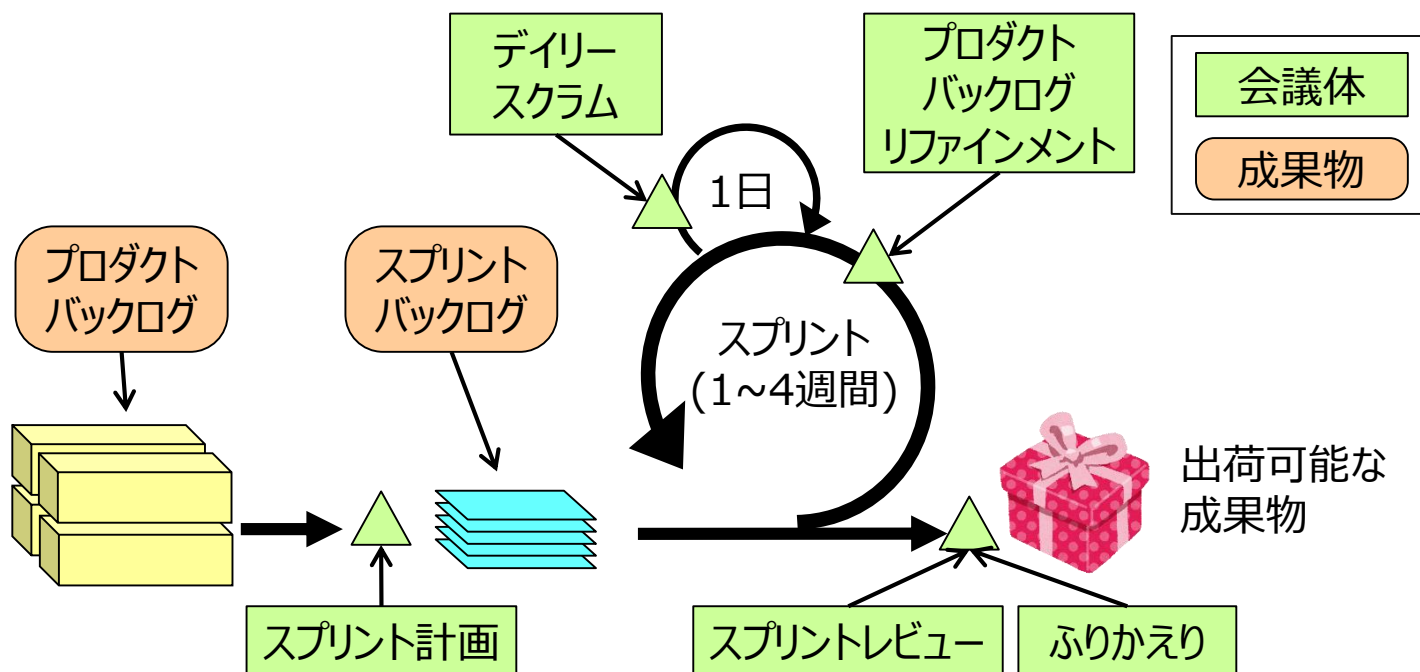 デイリー
スクラム
プロダクト
バックログ
リファインメント
会議体
成果物
1日
プロダクト
バックログ
スプリント
バックログ
スプリント
(1~4週間)
出荷可能な
成果物
スプリント計画
スプリントレビュー
ふりかえり